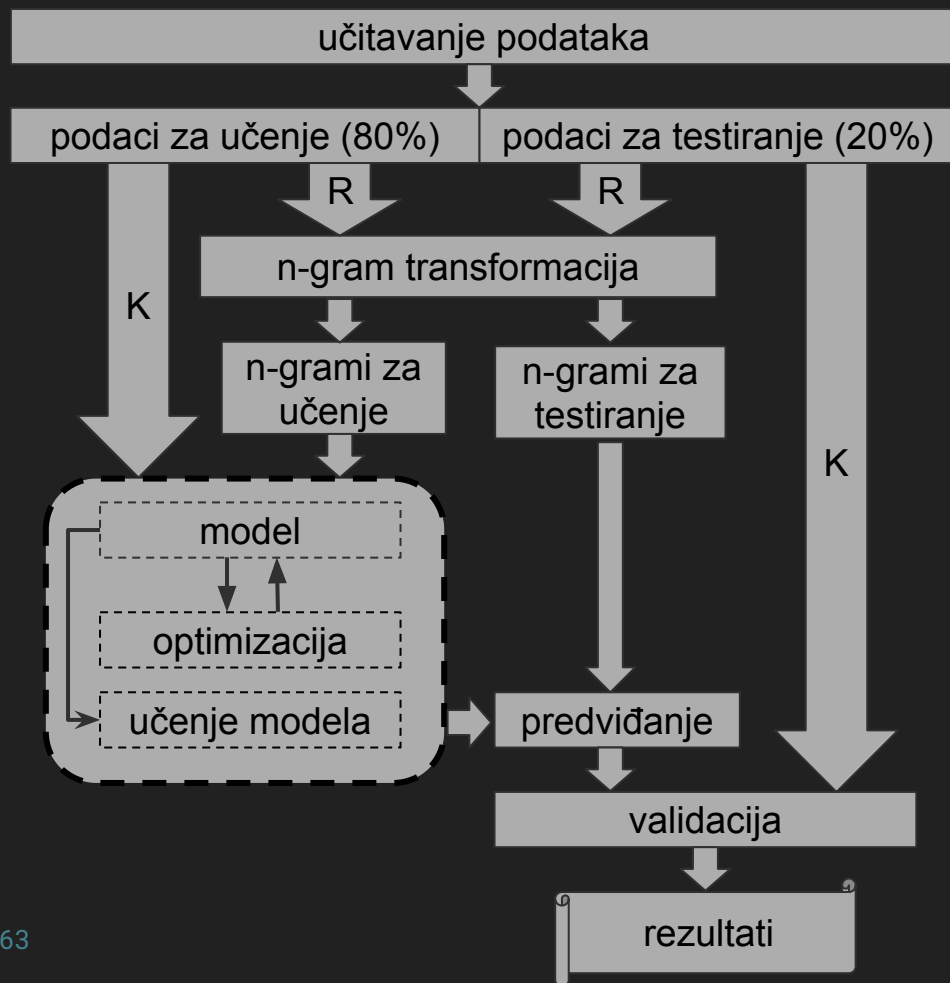 učitavanje podataka
podaci za učenje (80%)
podaci za testiranje (20%)
R
R
n-gram transformacija
K
n-grami za
učenje
n-grami za
testiranje
K
model
optimizacija
učenje modela
predviđanje
validacija
rezultati
63